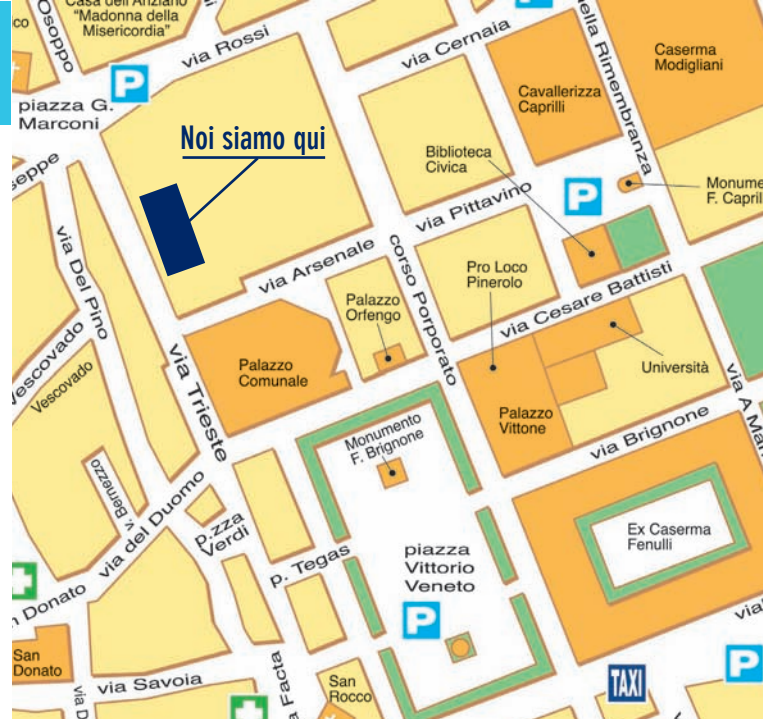 Casa dell'Anziano
"Madonna della
Misericordia"
Osoppo
via Rossi
P
via Cernaia
P
della Rimembranza
Caserma
Modigliani
piazza G.
Marconi
P
Noi siamo qui
Cavallerizza
Caprilli
Biblioteca
Civica
P
F. Caprilli
via Pittavino
via Del Pino
via Arsenale
corso Porporato
Pro Loco
Pinerolo
via Cesare Battisti
Palazzo
Orfengo
Vescovado
Vescovado
via Trieste
Palazzo
Comunale
Università
Palazzo
Vittone
via A
Monumento
F. Brignone
via Brignone
v. Bernezzo
via del Duomo
p.zza
Verdi
p. Tegas
piazza
Vittorio
Veneto
Ex Caserma
Fenulli
P
Donato
San
Donato
via Savoia
via
Facta
San
Rocco
TAXI
P
via